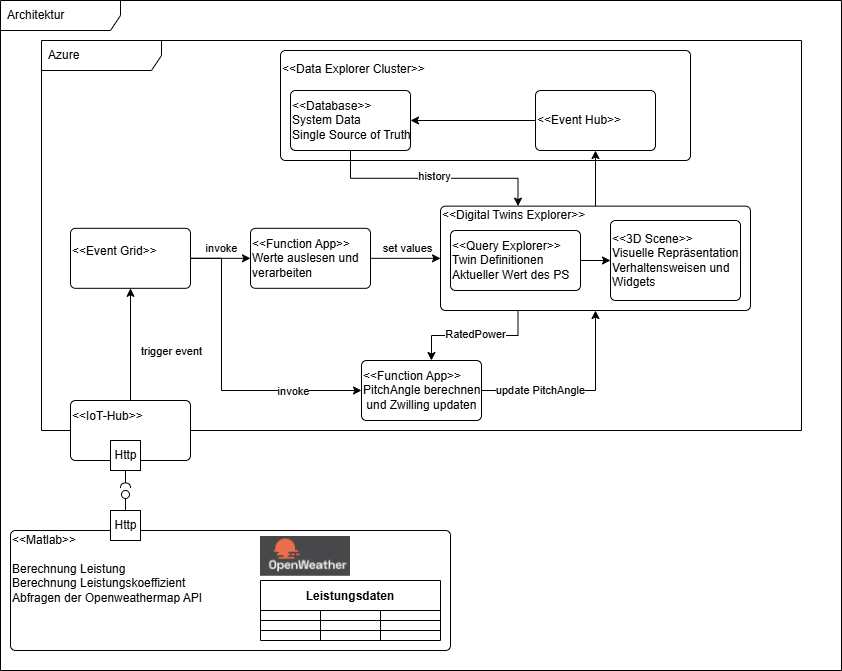 Architektur
Azure
<<Data Explorer Cluster>>
<<Database>>
System Data
Single Source of Truth
<<Event Hub>>
history
<<Digital Twins Explorer>>
<<Event Grid>>
invoke
<<Function App>>
Werte auslesen und
verarbeiten
set values
<<Query Explorer>>
Twin Definitionen
Aktueller Wert des PS
<<3D Scene>>
Visuelle Repräsentation
Verhaltensweisen und
Widgets
trigger event
RatedPower
invoke
<<Function App>>
PitchAngle berechnen
und Zwilling updaten
update PitchAngle
<<IoT-Hub>>
Http
Http
<<Matlab>>
Berechnung Leistung
Berechnung Leistungskoeffizient
Abfragen der Openweathermap API
OpenWeather
Leistungsdaten